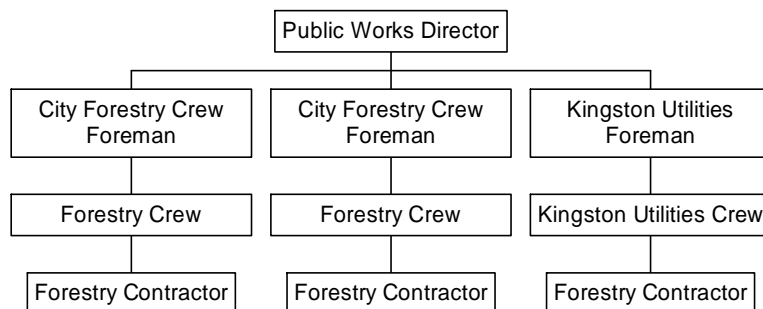 Public Works Director
City Forestry Crew
Foreman
City Forestry Crew
Foreman
Kingston Utilities
Foreman
Forestry Crew
Forestry Crew
Kingston Utilities Crew
Forestry Contractor
Forestry Contractor
Forestry Contractor